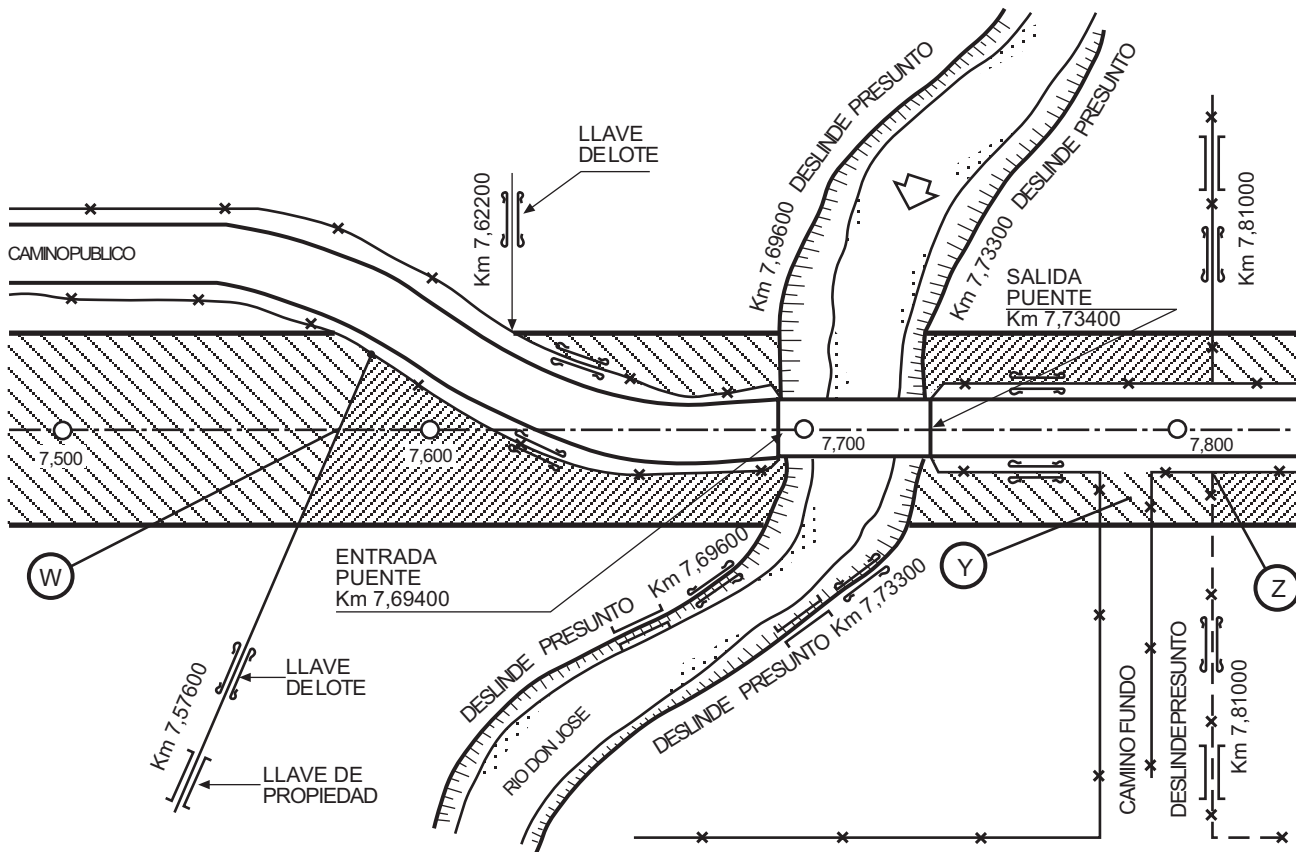 DESLINDE PRESUNTO
Km 7,69600
DESLINDE PRESUNTO
Km 7,73300
LLAVE
DE LOTE
Km 7,62200
Km 7,81000
CAMINO PUBLICO
SALIDA
PUENTE
Km 7,73400
7,500
7,600
7,700
7,800
W
ENTRADA
PUENTE
Km 7,69400
Km 7,69600
DESLINDE PRESUNTO
Km 7,73300
DESLINDE PRESUNTO
Y
Z
LLAVE
DE LOTE
Km 7,57600
LLAVE DE
PROPIEDAD
RIO DON JOSE
CAMINO FUNDO
DESLINDE PRESUNTO
Km 7,81000